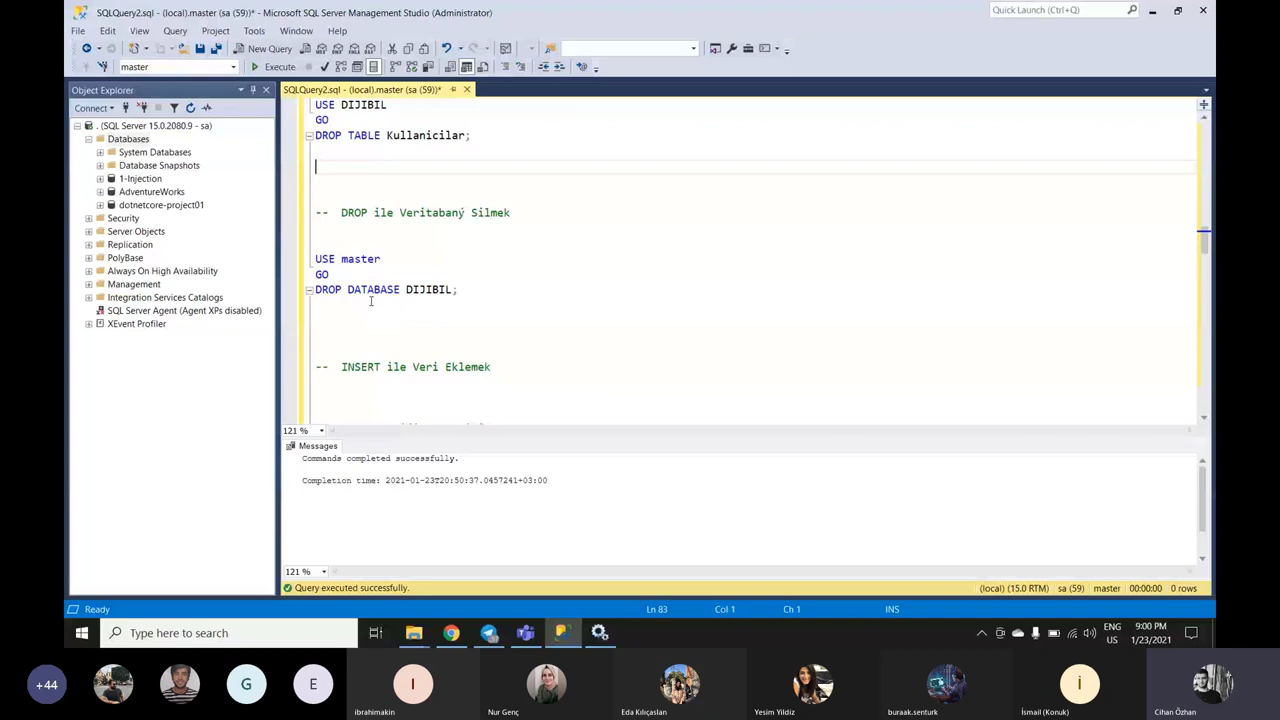 SQLQuery2.sql - (local).master (sa (59))* - Microsoft SQL Server Management Studio (Administrator)
Quick Launch (Ctrl+Q)
File Edit View Query Project Tools Window Help
New Query
master
Execute
Object Explorer
SQLQuery2.sql - (local).master (sa (59))*
Connect
. (SQL Server 15.0.2080.9 - sa)
Databases
System Databases
Database Snapshots
1-Injection
AdventureWorks
dotnetcore-project01
Security
Server Objects
Replication
PolyBase
Always On High Availability
Management
Integration Services Catalogs
SQL Server Agent (Agent XPs disabled)
XEvent Profiler
USE DIJIBIL
GO
DROP TABLE Kullanicilar;
-- DROP ile Veritabaný Silmek
USE master
GO
DROP DATABASE DIJIBIL;
-- INSERT ile Veri Eklemek
121 %
Messages
Commands completed successfully.
Completion time: 2021-01-23T20:50:37.0457241+03:00
121 %
Query executed successfully.
(local) (15.0 RTM) sa (59) master 00:00:00 0 rows
Ready
Ln 83
Col 1
Ch 1
INS
Type here to search
ENG
US
9:00 PM
1/23/2021
+44
G
E
I
İ
ibrahimakin
Nur Genç
Eda Kılıçaslan
Yesim Yildiz
buraak.senturk
İsmail (Konuk)
Cihan Özhan